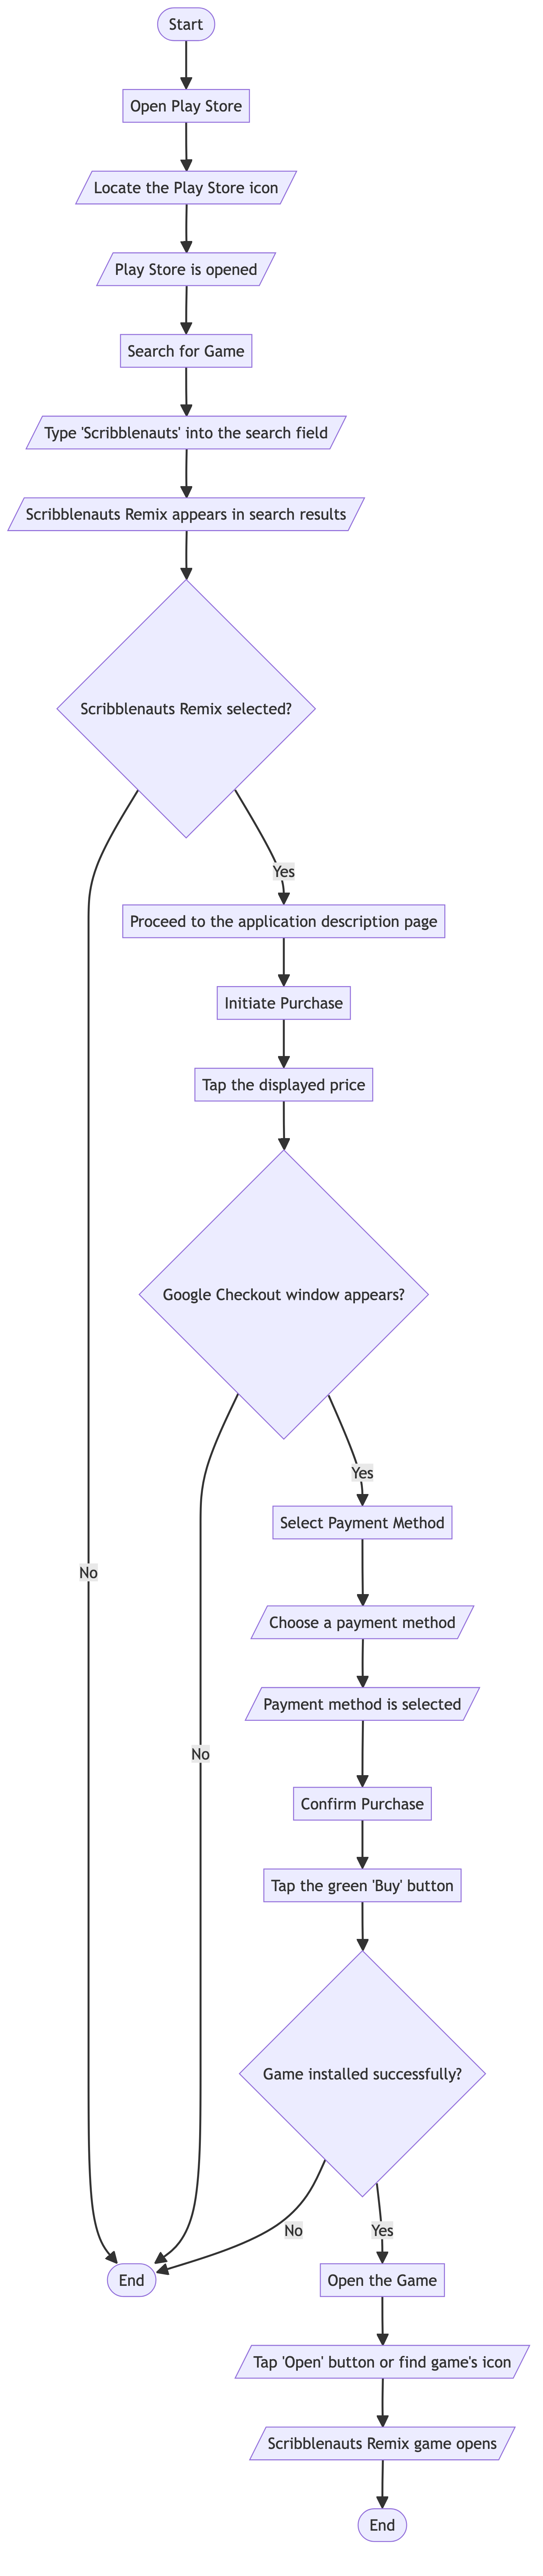 Start
Open Play Store
Locate the Play Store icon
Play Store is opened
Search for Game
Type 'Scribblenauts' into the search field
Scribblenauts Remix appears in search results
Scribblenauts Remix selected?
Yes
Proceed to the application description page
Initiate Purchase
Tap the displayed price
Google Checkout window appears?
Yes
Select Payment Method
No
Choose a payment method
Payment method is selected
No
Confirm Purchase
Tap the green 'Buy' button
Game installed successfully?
No
Yes
End
Open the Game
Tap 'Open' button or find game's icon
Scribblenauts Remix game opens
End